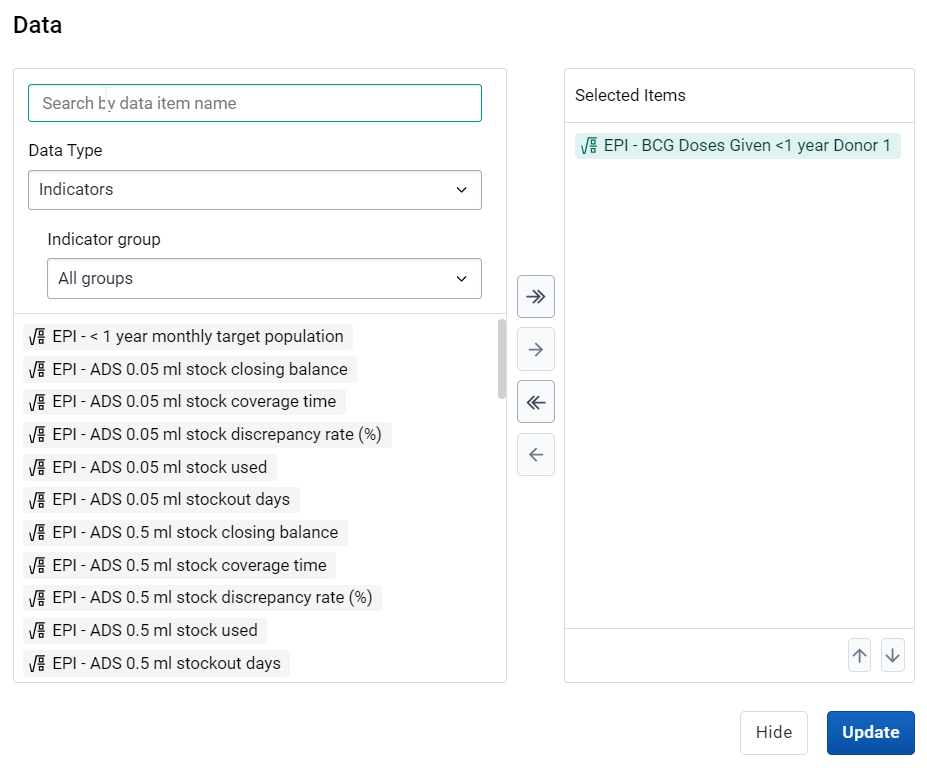 Data
Search by data item name
Data Type
Indicators
Indicator group
All groups
EPI - < 1 year monthly target population
EPI - ADS 0.05 ml stock closing balance
EPI - ADS 0.05 ml stock coverage time
EPI - ADS 0.05 ml stock discrepancy rate (%)
EPI - ADS 0.05 ml stock used
EPI - ADS 0.05 ml stockout days
EPI - ADS 0.5 ml stock closing balance
EPI - ADS 0.5 ml stock coverage time
EPI - ADS 0.5 ml stock discrepancy rate (%)
EPI - ADS 0.5 ml stock used
EPI - ADS 0.5 ml stockout days
Selected Items
EPI - BCG Doses Given <1 year Donor 1
Hide
Update